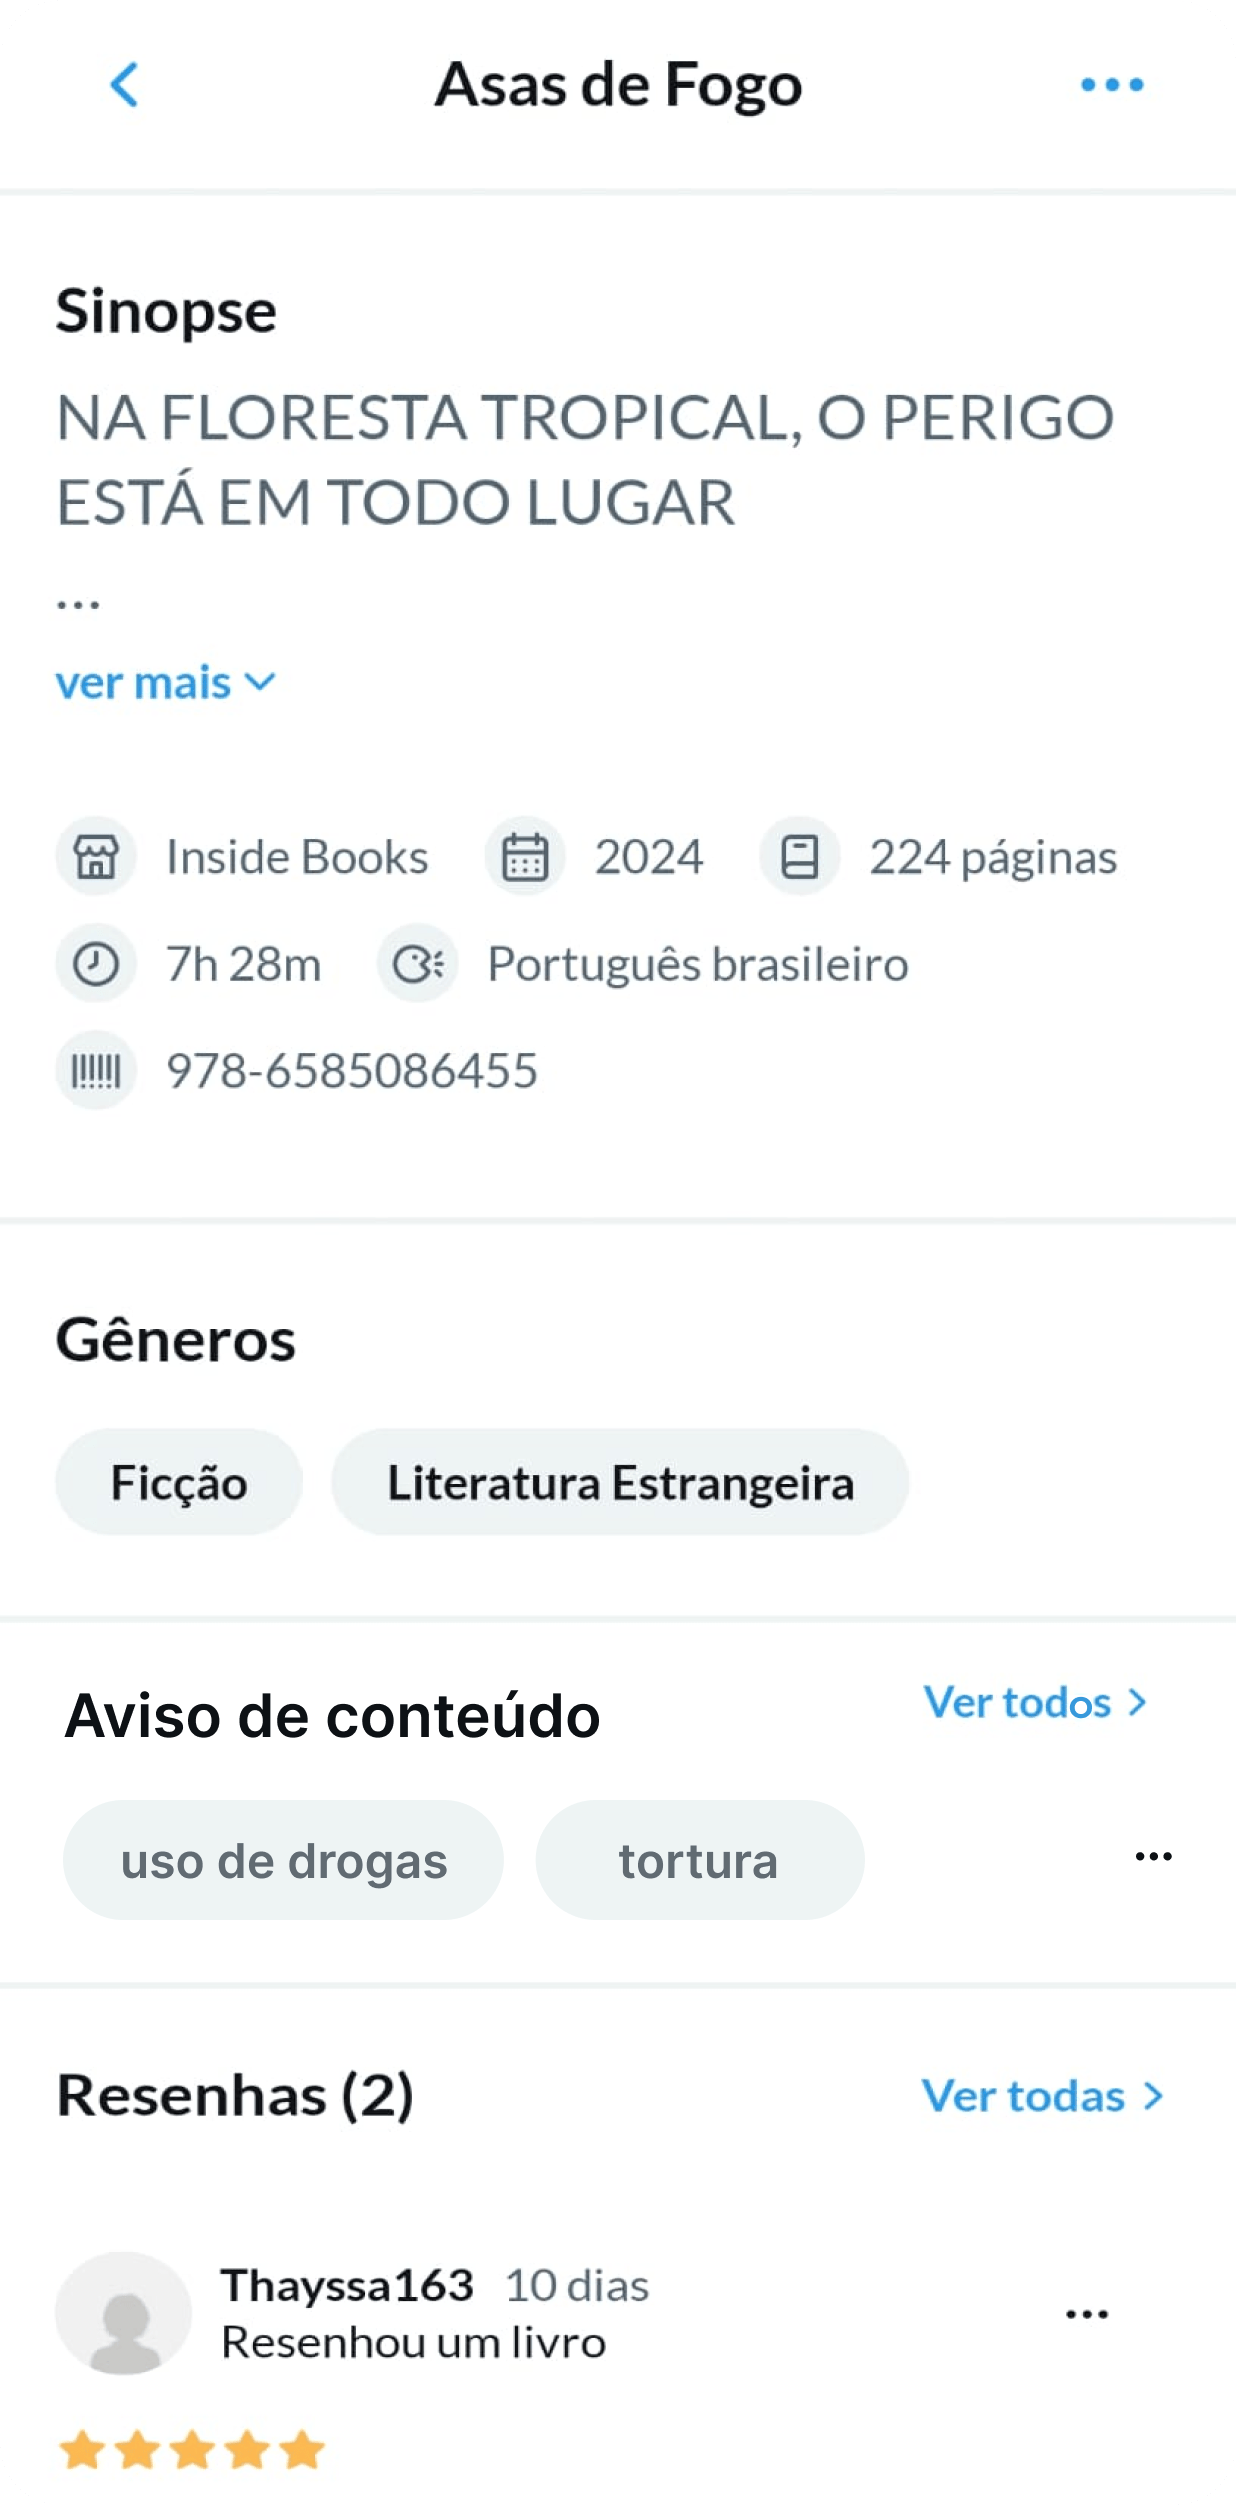 Asas de Fogo
Sinopse
NA FLORESTA TROPICAL, O PERIGO
ESTÁ EM TODO LUGAR
...
ver mais
Inside Books 2024 224 páginas
7h 28m Português brasileiro
978-6585086455
Gêneros
Ficção Literatura Estrangeira
Aviso de conteúdo Ver todos >
uso de drogas tortura ...
Resenhas (2) Ver todas >
Thayssa163 10 dias
Resenhou um livro